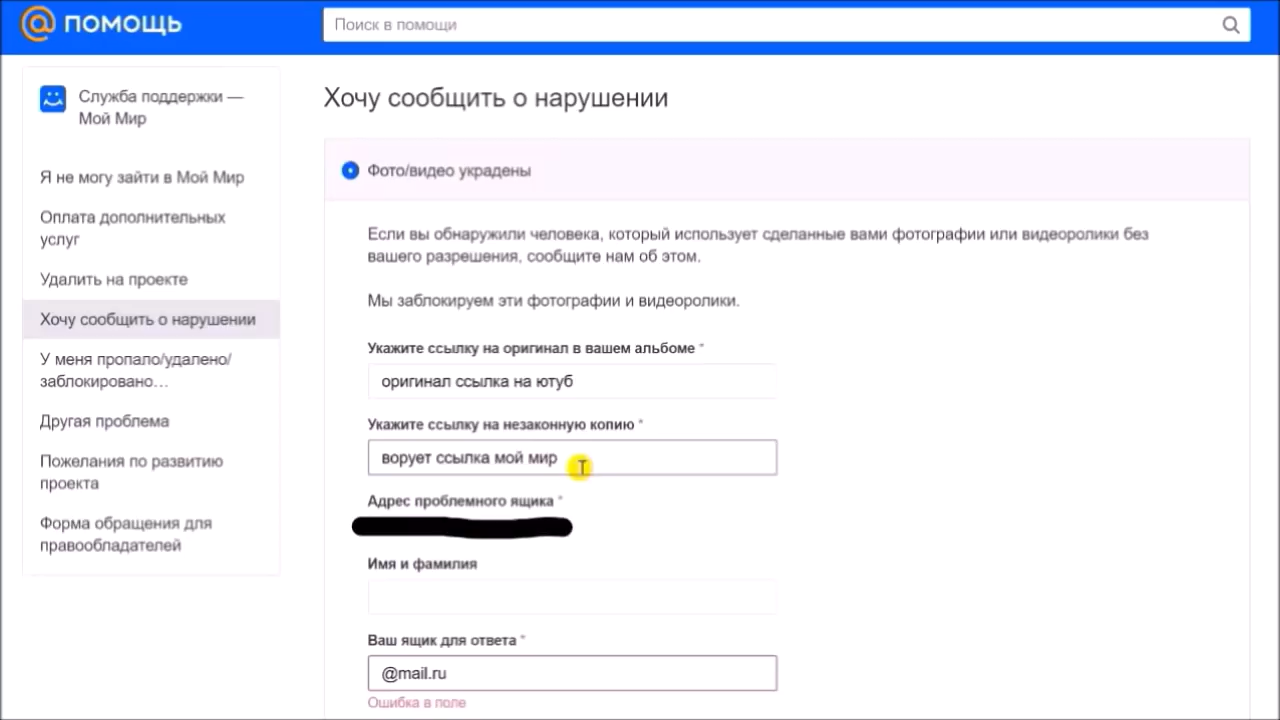 ПОМОЩЬ
Поиск в помощи
Служба поддержки —
Мой Мир
Я не могу зайти в Мой Мир
Оплата дополнительных
услуг
Удалить на проекте
Хочу сообщить о нарушении
У меня пропало/удалено/
заблокировано…
Другая проблема
Пожелания по развитию
проекта
Форма обращения для
правообладателей
Хочу сообщить о нарушении
Фото/видео украдены
Если вы обнаружили человека, который использует сделанные вами фотографии или видеоролики без
вашего разрешения, сообщите нам об этом.
Мы заблокируем эти фотографии и видеоролики.
Укажите ссылку на оригинал в вашем альбоме *
оригинал ссылка на ютуб
Укажите ссылку на незаконную копию *
ворует ссылка мой мир
Адрес проблемного ящика *
Имя и фамилия
Ваш ящик для ответа *
@mail.ru
Ошибка в поле